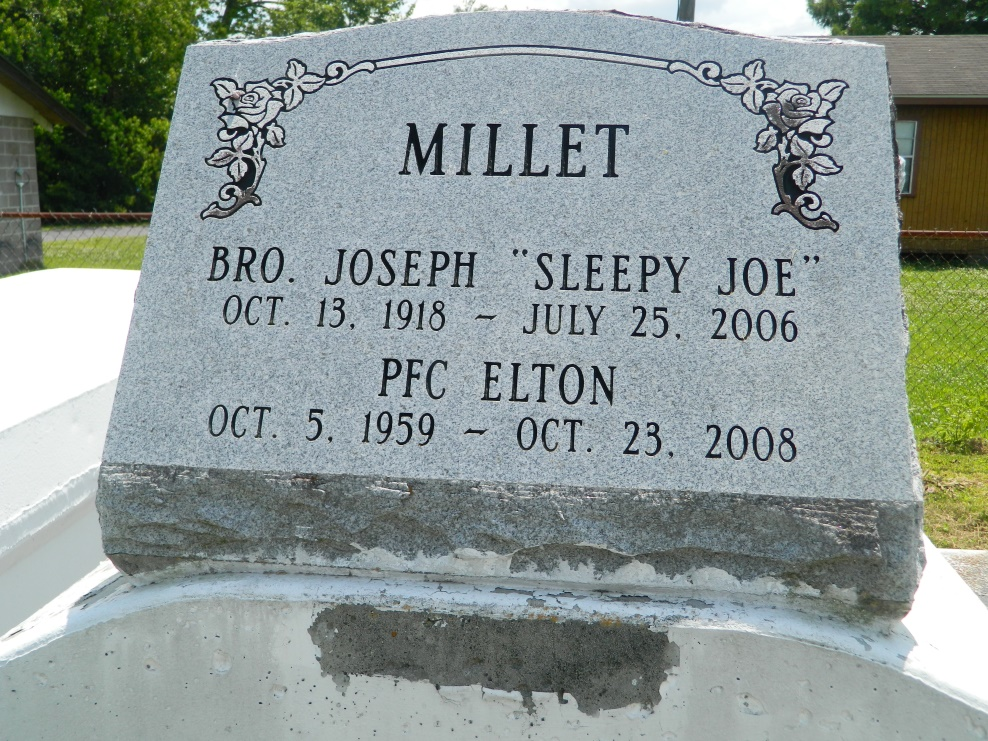 MILLET
BRO. JOSEPH "SLEEPY JOE"
OCT. 13, 1918 ~ JULY 25, 2006
PFC ELTON
OCT. 5, 1959 ~ OCT. 23, 2008